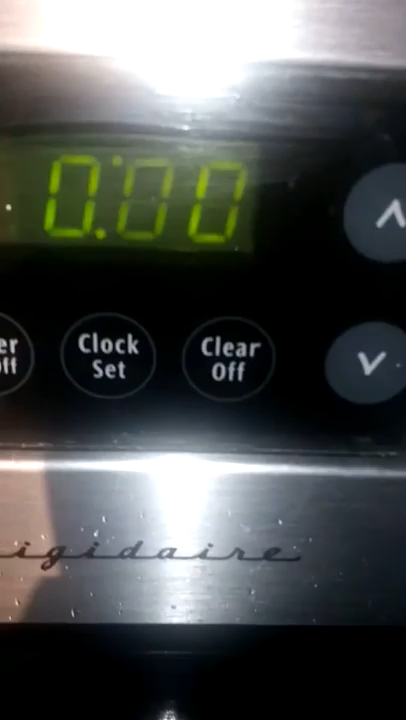 0:00
er
ff
Clock
Set
Clear
Off
igidaire